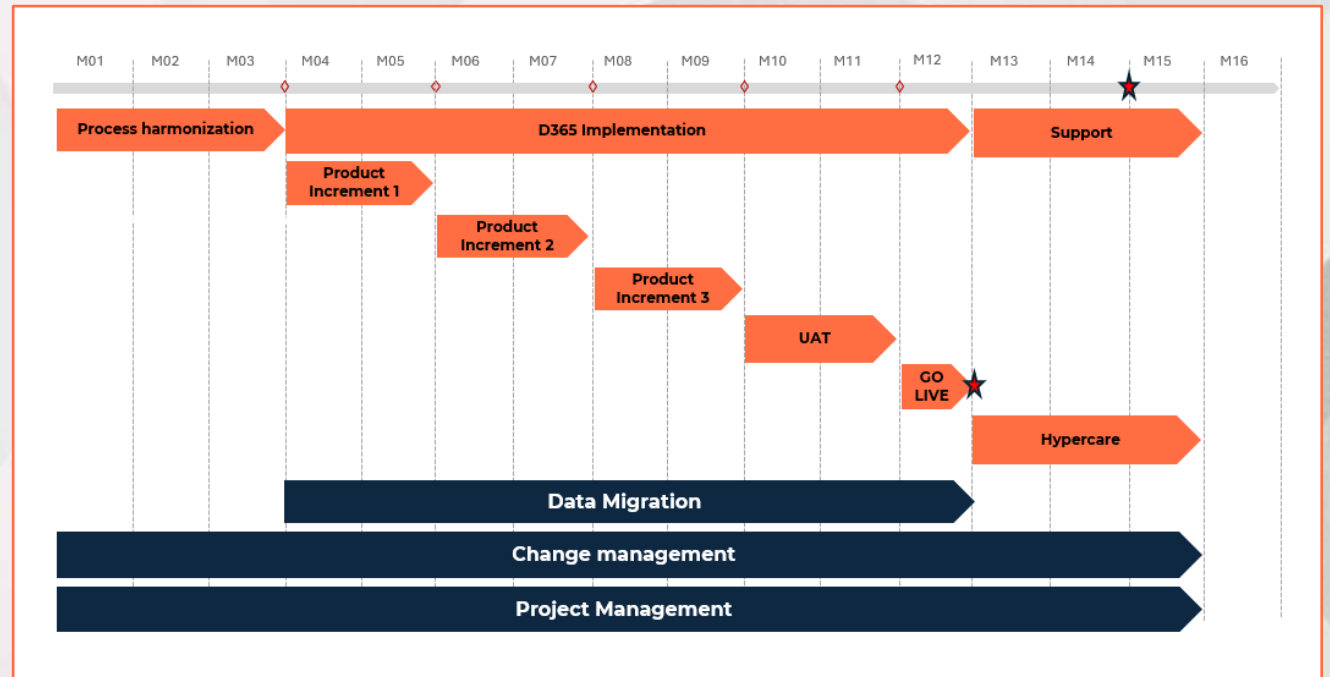 M01 M02 M03 M04 M05 M06 M07 M08 M09 M10 M11 M12 M13 M14 M15 M16
Process harmonization
D365 Implementation
Support
Product
Increment 1
Product
Increment 2
Product
Increment 3
UAT
GO
LIVE
Hypercare
Data Migration
Change management
Project Management